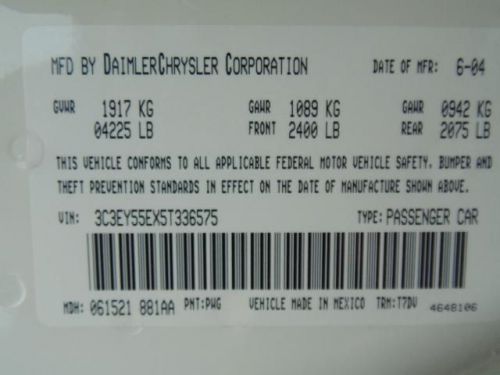 MFD BY DAIMLERCHRYSLER CORPORATION DATE OF MFR: 6-04
GVWR 1917 KG GAWR 1089 KG GAWR 0942 KG
04225 LB FRONT 2400 LB REAR 2075 LB
THIS VEHICLE CONFORMS TO ALL APPLICABLE FEDERAL MOTOR VEHICLE SAFETY, BUMPER AND
THEFT PREVENTION STANDARDS IN EFFECT ON THE DATE OF MANUFACTURE SHOWN ABOVE.
VIN: 3C3EY55EX5T336575 TYPE: PASSENGER CAR
MDH: 061521 881AA PNT: PWG VEHICLE MADE IN MEXICO TRM: T7DV 4648106